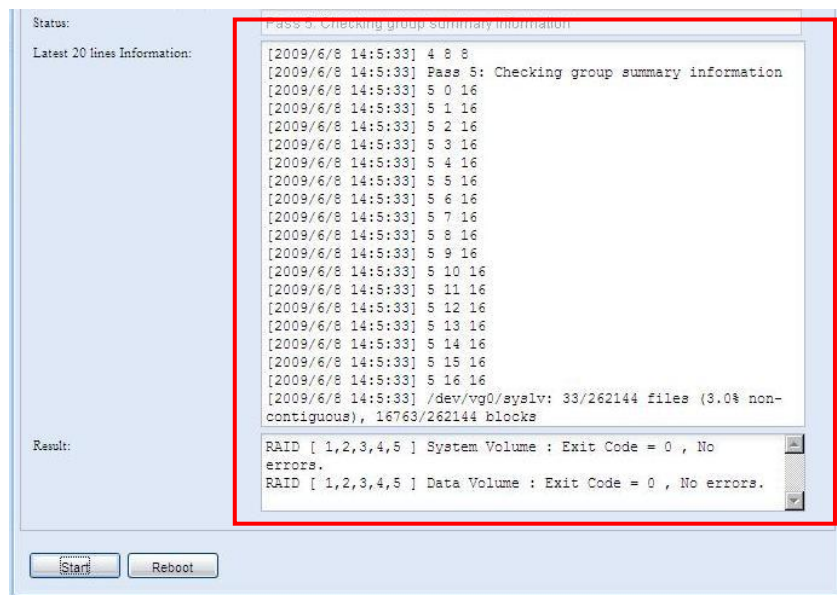 Status:
Pass 5: Checking group summary information
Latest 20 lines Information:
[2009/6/8 14:5:33] 4 8 8
[2009/6/8 14:5:33] Pass 5: Checking group summary information
[2009/6/8 14:5:33] 5 0 16
[2009/6/8 14:5:33] 5 1 16
[2009/6/8 14:5:33] 5 2 16
[2009/6/8 14:5:33] 5 3 16
[2009/6/8 14:5:33] 5 4 16
[2009/6/8 14:5:33] 5 5 16
[2009/6/8 14:5:33] 5 6 16
[2009/6/8 14:5:33] 5 7 16
[2009/6/8 14:5:33] 5 8 16
[2009/6/8 14:5:33] 5 9 16
[2009/6/8 14:5:33] 5 10 16
[2009/6/8 14:5:33] 5 11 16
[2009/6/8 14:5:33] 5 12 16
[2009/6/8 14:5:33] 5 13 16
[2009/6/8 14:5:33] 5 14 16
[2009/6/8 14:5:33] 5 15 16
[2009/6/8 14:5:33] 5 16 16
[2009/6/8 14:5:33] /dev/vg0/syslv: 33/262144 files (3.0% non-
contiguous), 16763/262144 blocks
Result:
RAID [ 1,2,3,4,5 ] System Volume : Exit Code = 0 , No
errors.
RAID [ 1,2,3,4,5 ] Data Volume : Exit Code = 0 , No errors.
Start
Reboot